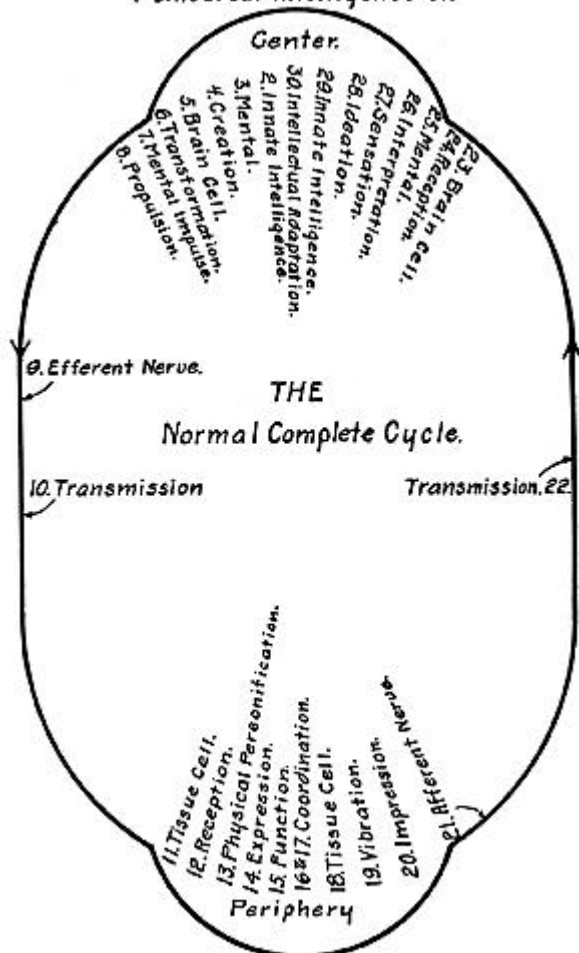 Center.
2. Innate Intelligence.
3. Mental.
4. Creation.
5. Brain Cell.
6. Transformation.
7. Mental Impulse.
8. Propulsion.
30. Intellectual Adaptation.
29. Innate Intelligence.
28. Ideation.
27. Sensation.
26. Interpretation.
25. Mental.
24. Reception.
23. Brain Cell.
9. Efferent Nerve.
THE
Normal Complete Cycle.
10. Transmission
Transmission. 22.
11. Tissue Cell.
12. Reception.
13. Physical Personification.
14. Expression.
15. Function.
16 & 17. Coordination.
18. Tissue Cell.
19. Vibration.
20. Impression.
21. Afferent Nerve.
Periphery